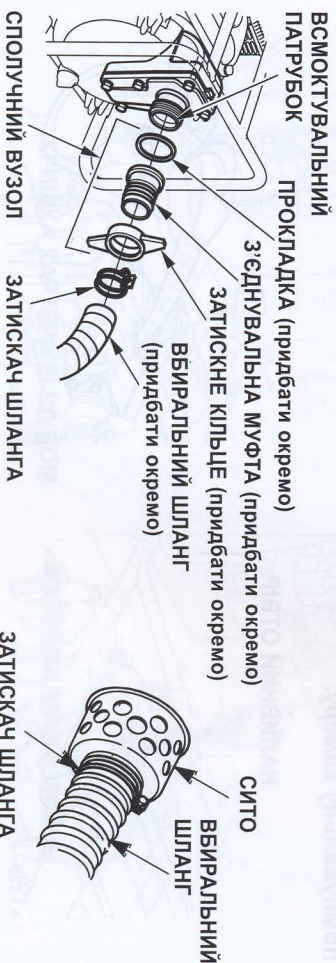 ВСМОКТУВАЛЬНИЙ
ПАТРУБОК
ПРОКЛАДКА (придбати окремо)
З'ЄДНУВАЛЬНА МУФТА (придбати окремо)
ЗАТИСКНЕ КІЛЬЦЕ (придбати окремо)
ВБИРАЛЬНИЙ ШЛАНГ
(придбати окремо)
СПОЛУЧНИЙ ВУЗОЛ
ЗАТИСКАЧ ШЛАНГА
СИТО
ВБИРАЛЬНИЙ
ШЛАНГ
ЗАТИСКАЧ ШЛАНГА